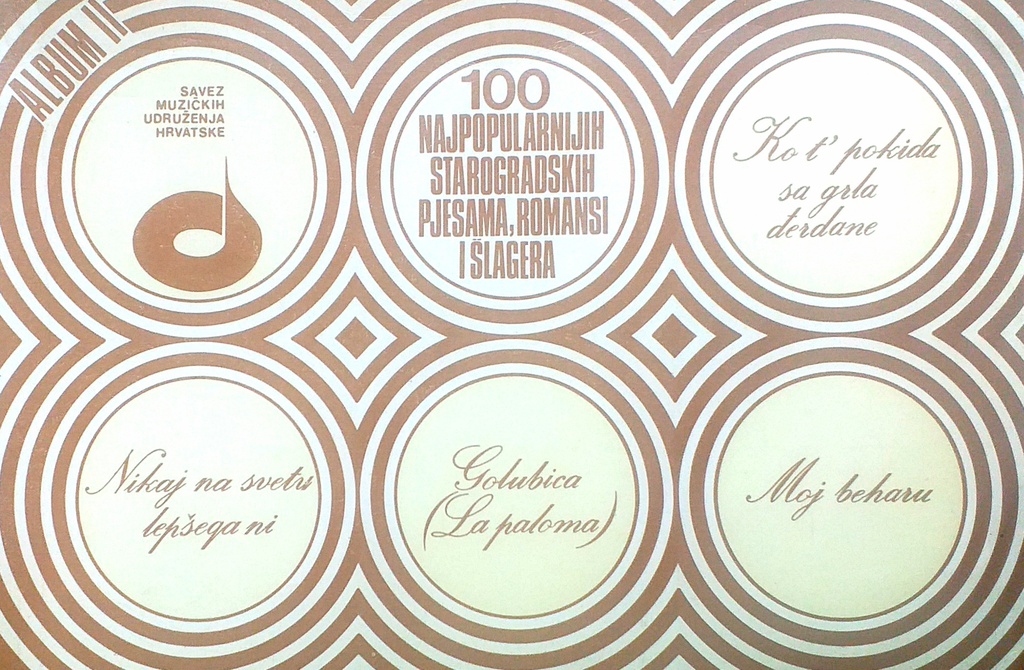 ALBUM II
SAVEZ
MUZIČKIH
UDRUŽENJA
HRVATSKE
100
NAJPOPULARNIJIH
STAROGRADSKIH
PJESAMA, ROMANSI
I ŠLAGERA
Ko t' pokida
sa grla
đerdane
Nikaj na svetu
lepšega ni
Golubica
(La paloma)
Moj beharu